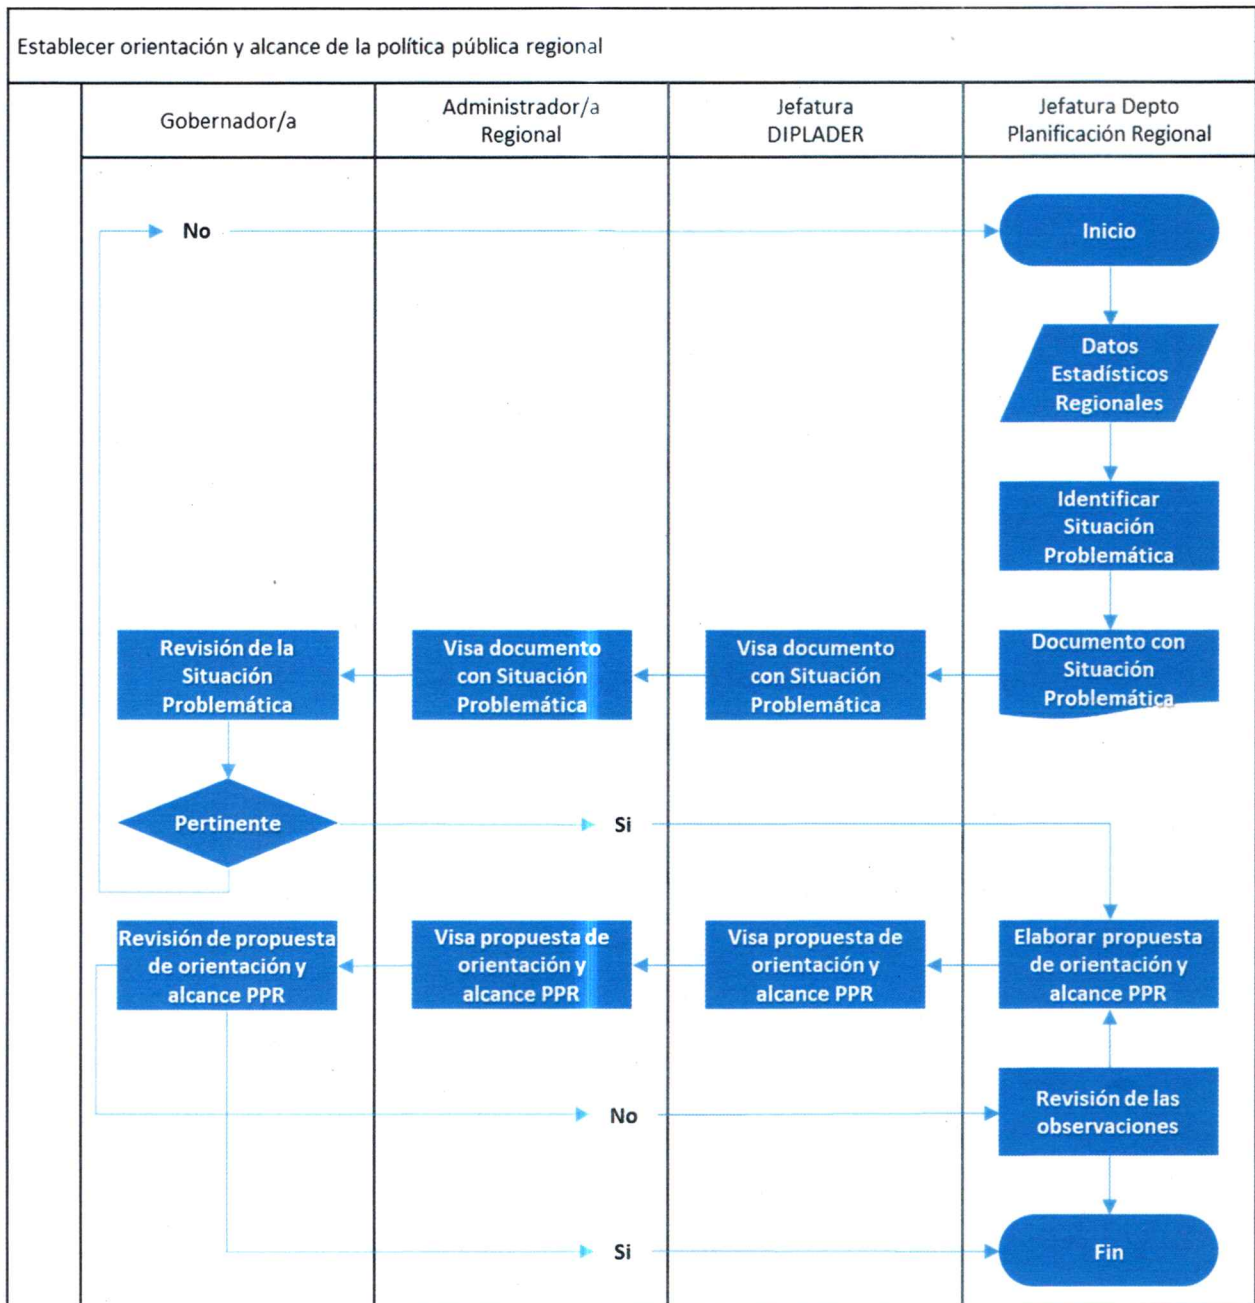 Establecer orientación y alcance de la política pública regional
Gobernador/a
Administrador/a
Regional
Jefatura
DIPLADER
Jefatura Depto
Planificación Regional
No
Inicio
Datos
Estadísticos
Regionales
Identificar
Situación
Problemática
Revisión de la
Situación
Problemática
Visa documento
con Situación
Problemática
Visa documento
con Situación
Problemática
Documento con
Situación
Problemática
Pertinente
Si
Revisión de propuesta
de orientación y
alcance PPR
Visa propuesta de
orientación y
alcance PPR
Visa propuesta de
orientación y
alcance PPR
Elaborar propuesta
de orientación y
alcance PPR
No
Revisión de las
observaciones
Si
Fin